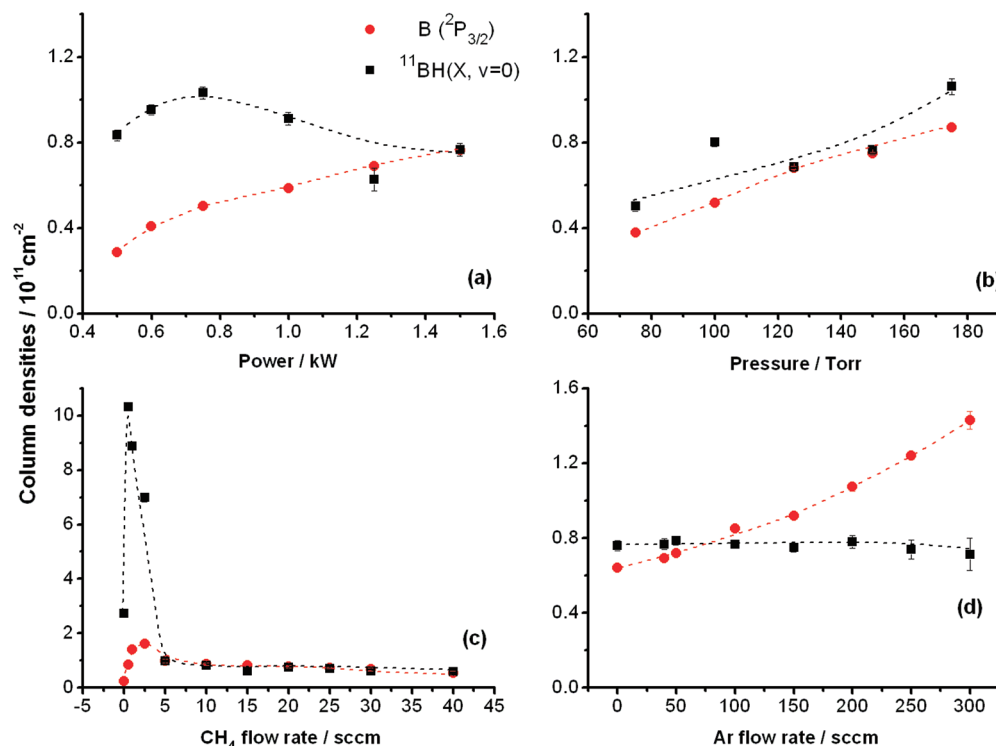 B (²P₃/₂)
¹¹BH(X, v=0)
Column densities / 10¹¹cm⁻²
1.2
0.8
0.4
0.0
0.4 0.6 0.8 1.0 1.2 1.4 1.6
Power / kW
(a)
1.2
0.8
0.4
0.0
60 80 100 120 140 160 180
Pressure / Torr
(b)
10
8
6
4
2
0
-5 0 5 10 15 20 25 30 35 40 45
CH₄ flow rate / sccm
(c)
1.6
1.2
0.8
0.4
0 50 100 150 200 250 300
Ar flow rate / sccm
(d)